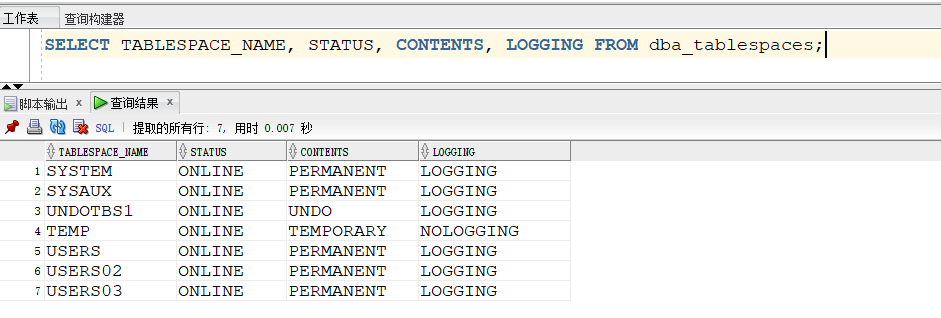 工作表 查询构建器
SELECT TABLESPACE_NAME, STATUS, CONTENTS, LOGGING FROM dba_tablespaces;
脚本输出 x 查询结果 x
SQL | 提取的所有行: 7, 用时 0.007 秒
TABLESPACE_NAME STATUS CONTENTS LOGGING
1 SYSTEM ONLINE PERMANENT LOGGING
2 SYSAUX ONLINE PERMANENT LOGGING
3 UNDOTBS1 ONLINE UNDO LOGGING
4 TEMP ONLINE TEMPORARY NOLOGGING
5 USERS ONLINE PERMANENT LOGGING
6 USERS02 ONLINE PERMANENT LOGGING
7 USERS03 ONLINE PERMANENT LOGGING